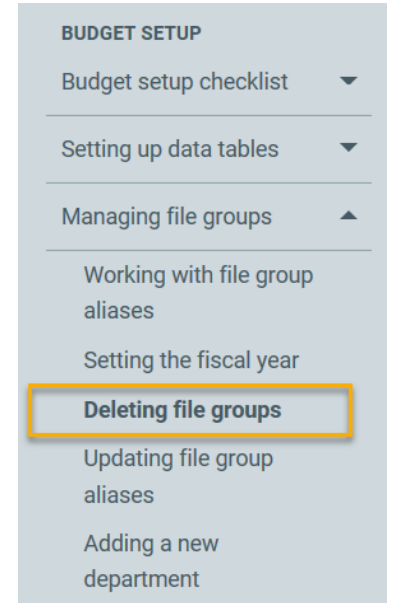 BUDGET SETUP
Budget setup checklist
Setting up data tables
Managing file groups
Working with file group
aliases
Setting the fiscal year
Deleting file groups
Updating file group
aliases
Adding a new
department